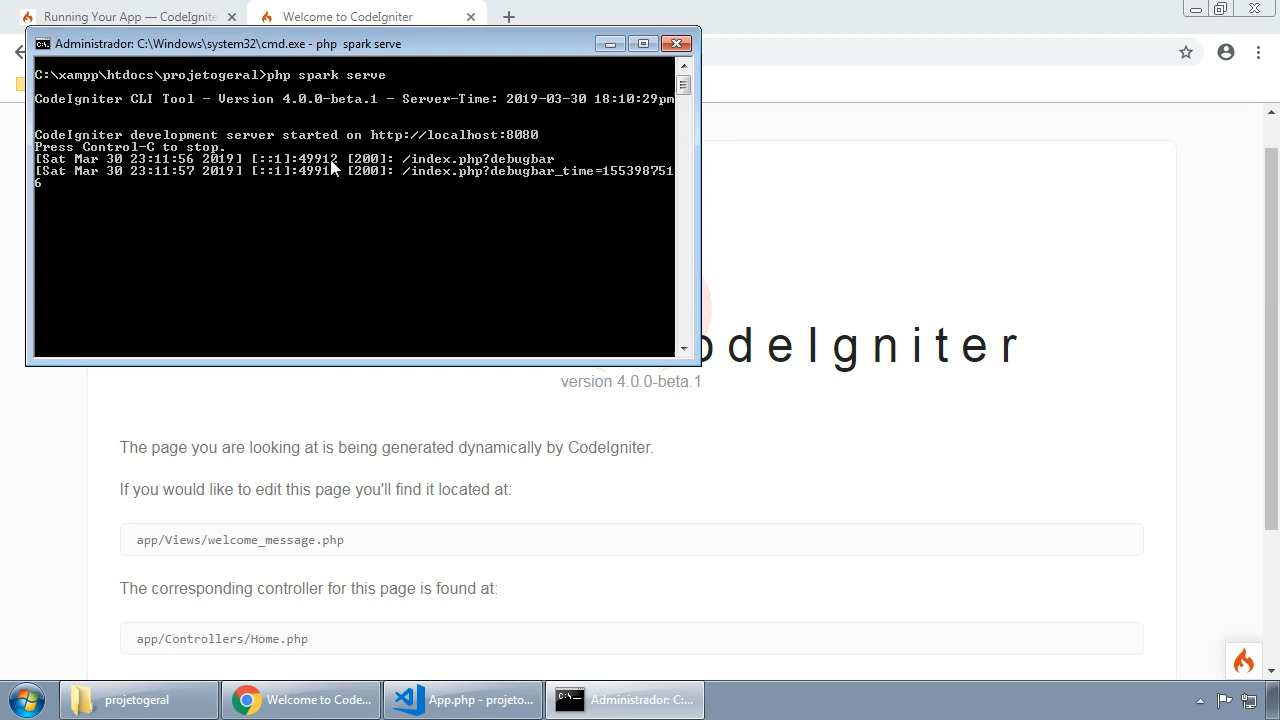 Running Your App — CodeIgnite
Welcome to CodeIgniter
Administrador: C:\Windows\system32\cmd.exe - php spark serve
C:\xampp\htdocs\projetogeral>php spark serve
CodeIgniter CLI Tool - Version 4.0.0-beta.1 - Server-Time: 2019-03-30 18:10:29pm
CodeIgniter development server started on http://localhost:8080
Press Control-C to stop.
[Sat Mar 30 23:11:56 2019] [::1]:4991 [200]: /index.php?debugbar
[Sat Mar 30 23:11:57 2019] [::1]:4991 [200]: /index.php?debugbar_time=155398751
6
odeIgniter
version 4.0.0-beta.1
The page you are looking at is being generated dynamically by CodeIgniter.
If you would like to edit this page you'll find it located at:
app/Views/welcome_message.php
The corresponding controller for this page is found at:
app/Controllers/Home.php
projetogeral
Welcome to Code...
App.php - projeto...
Administrador: C:...